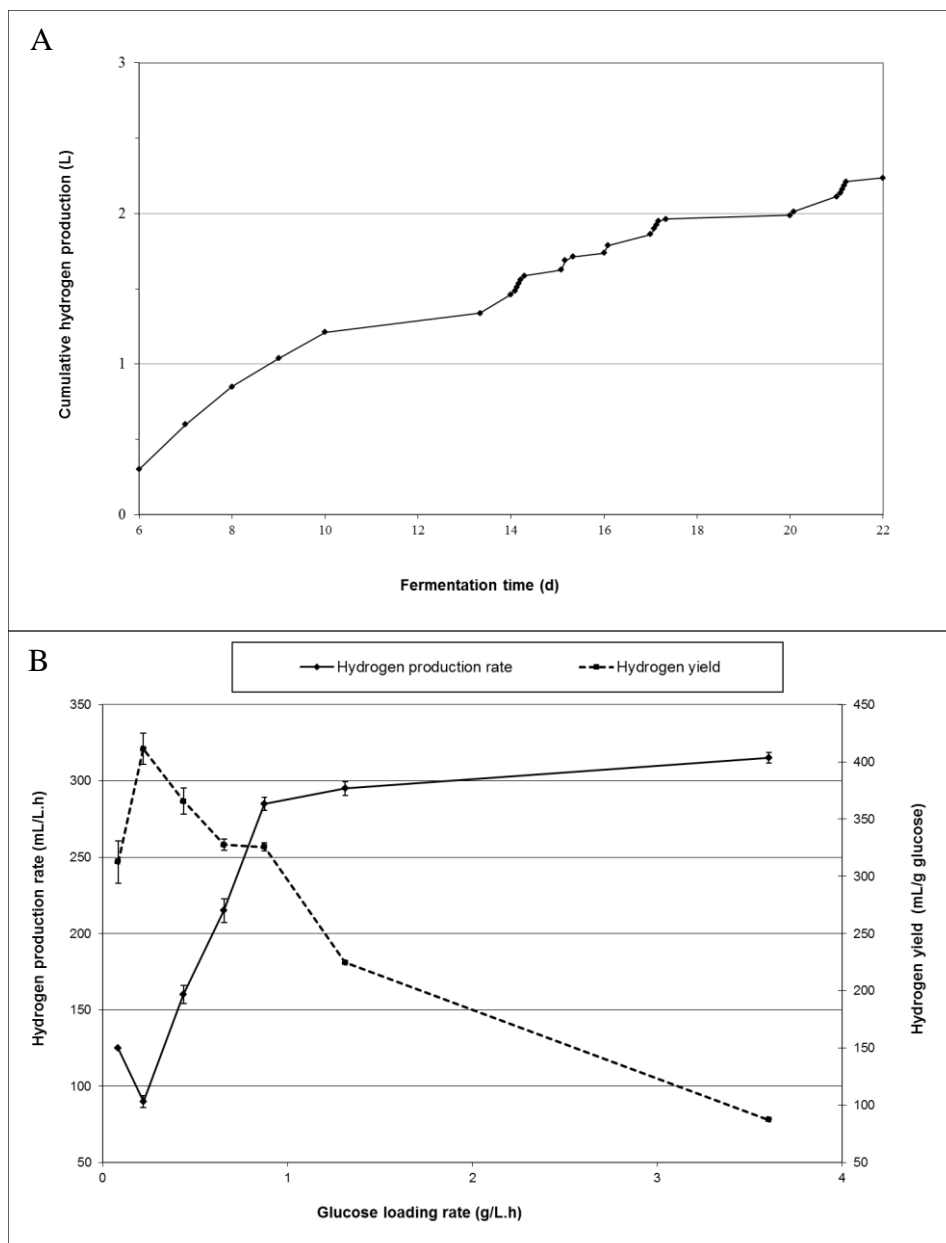 A
Cumulative hydrogen production (L)
3
2
1
0
6 8 10 12 14 16 18 20 22
Fermentation time (d)
B
Hydrogen production rate Hydrogen yield
Hydrogen production rate (mL/L.h)
350
300
250
200
150
100
50
450
400
350
300
250
200
150
100
50
Hydrogen yield (mL/g glucose)
0 1 2 3 4
Glucose loading rate (g/L.h)